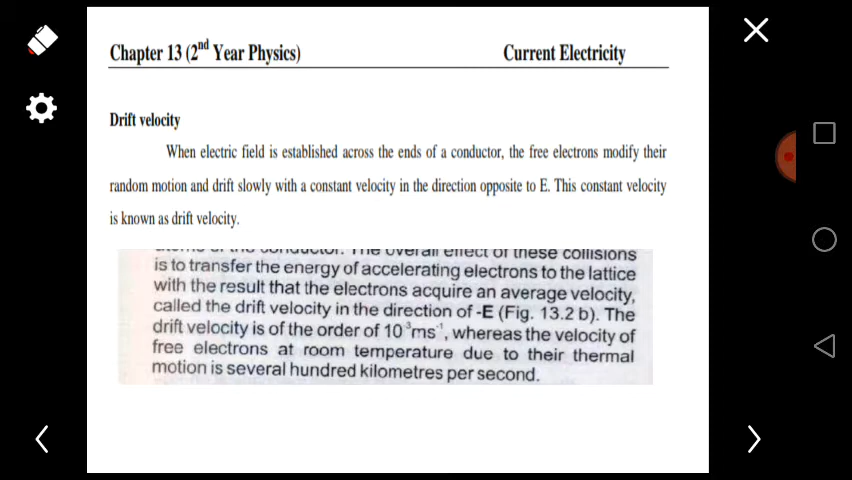 Chapter 13 (2nd Year Physics) Current Electricity
Drift velocity
When electric field is established across the ends of a conductor, the free electrons modify their
random motion and drift slowly with a constant velocity in the direction opposite to E. This constant velocity
is known as drift velocity.
atoms of the conductor. The overall effect of these collisions
is to transfer the energy of accelerating electrons to the lattice
with the result that the electrons acquire an average velocity,
called the drift velocity in the direction of -E (Fig. 13.2 b). The
drift velocity is of the order of 10⁻³ms⁻¹, whereas the velocity of
free electrons at room temperature due to their thermal
motion is several hundred kilometres per second.